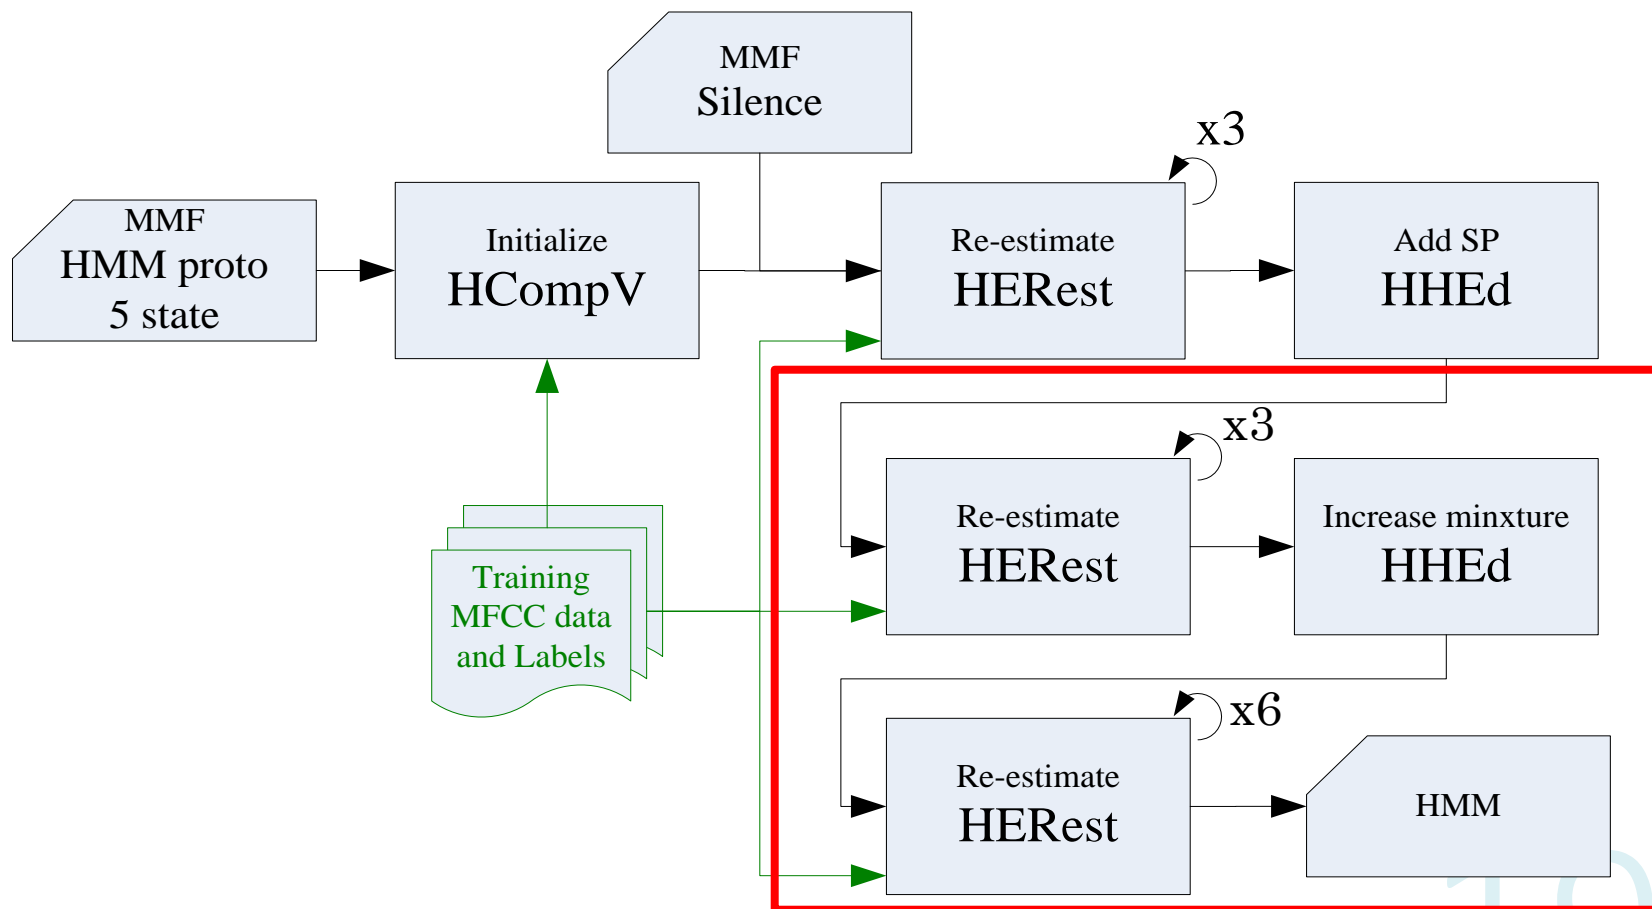 MMF
Silence
x3
MMF
HMM proto
5 state
Initialize
HCompV
Re-estimate
HERest
Add SP
HHEd
x3
Re-estimate
HERest
Increase minxture
HHEd
Training
MFCC data
and Labels
x6
Re-estimate
HERest
HMM
19